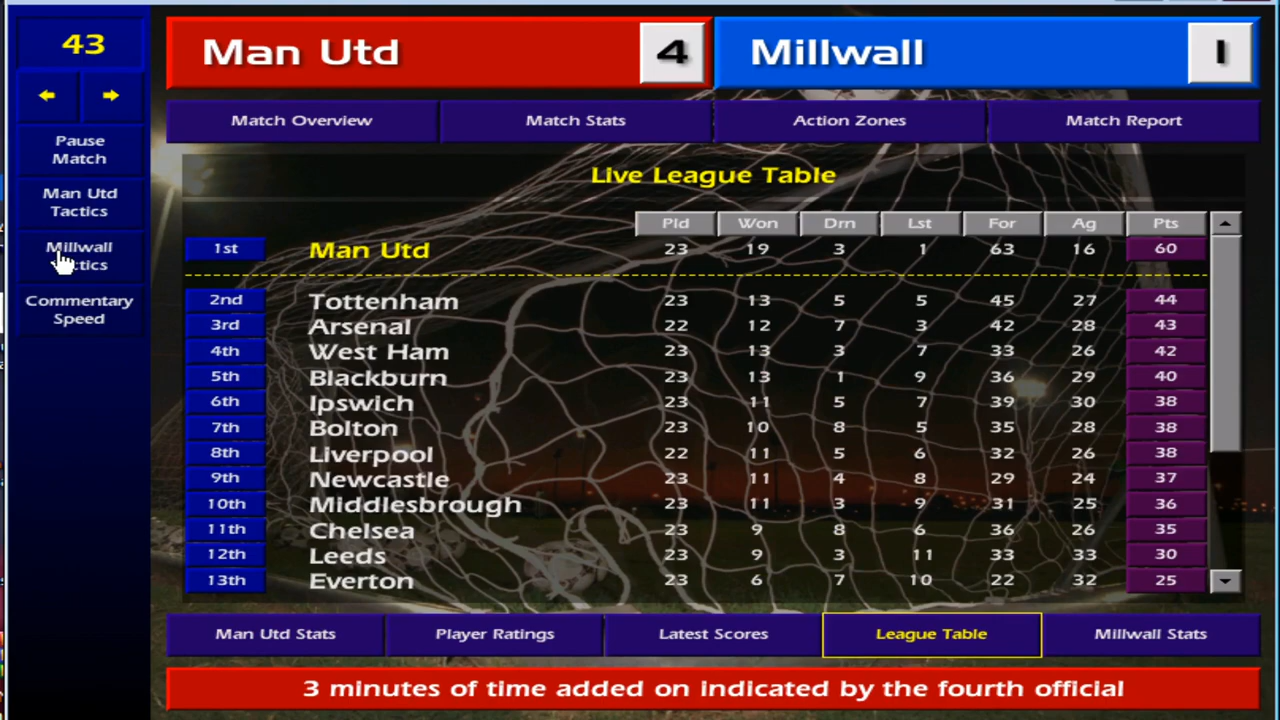 43
Man Utd 4 Millwall 1
Match Overview Match Stats Action Zones Match Report
Pause
Match
Man Utd
Tactics
Millwall
ctics
Commentary
Speed
Live League Table
Pld Won Drn Lst For Ag Pts
1st Man Utd 23 19 3 1 63 16 60
2nd Tottenham 23 13 5 5 45 27 44
3rd Arsenal 22 12 7 3 42 28 43
4th West Ham 23 13 3 7 33 26 42
5th Blackburn 23 13 1 9 36 29 40
6th Ipswich 23 11 5 7 39 30 38
7th Bolton 23 10 8 5 35 28 38
8th Liverpool 22 11 5 6 32 26 38
9th Newcastle 23 11 4 8 29 24 37
10th Middlesbrough 23 11 3 9 31 25 36
11th Chelsea 23 9 8 6 36 26 35
12th Leeds 23 9 3 11 33 33 30
13th Everton 23 6 7 10 22 32 25
Man Utd Stats Player Ratings Latest Scores League Table Millwall Stats
3 minutes of time added on indicated by the fourth official